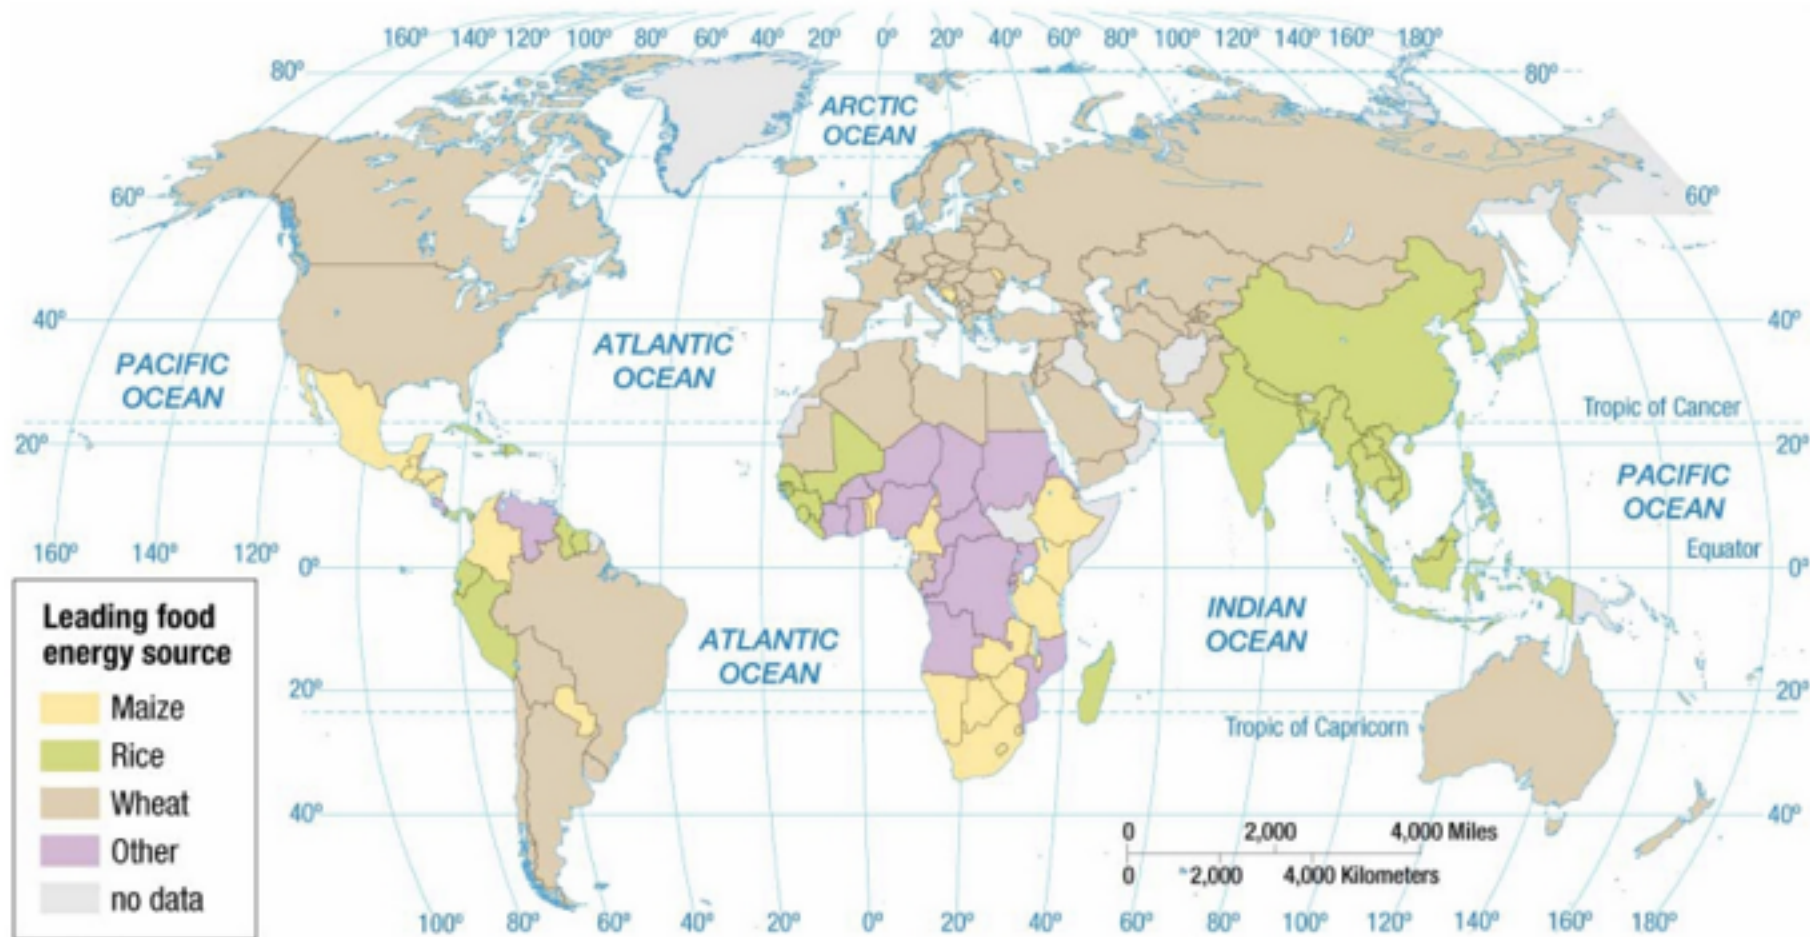 160° 140° 120° 100° 80° 60° 40° 20° 0° 20° 40° 60° 80° 100° 120° 140° 160° 180°
80° 80°
ARCTIC
OCEAN
60° 60°
40° 40°
PACIFIC
OCEAN
ATLANTIC
OCEAN
Tropic of Cancer
20° 20°
PACIFIC
OCEAN
160° 140° 120° 0° Equator 0°
INDIAN
OCEAN
ATLANTIC
OCEAN
20° 20°
Tropic of Capricorn
40° 40°
Leading food
energy source
Maize
Rice
Wheat
Other
no data
0 2,000 4,000 Miles
0 2,000 4,000 Kilometers
100° 80° 60° 40° 20° 0° 20° 40° 60° 80° 100° 120° 140° 160° 180°